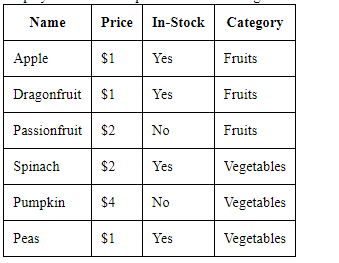 Name Price In-Stock Category
Apple $1 Yes Fruits
Dragonfruit $1 Yes Fruits
Passionfruit $2 No Fruits
Spinach $2 Yes Vegetables
Pumpkin $4 No Vegetables
Peas $1 Yes Vegetables